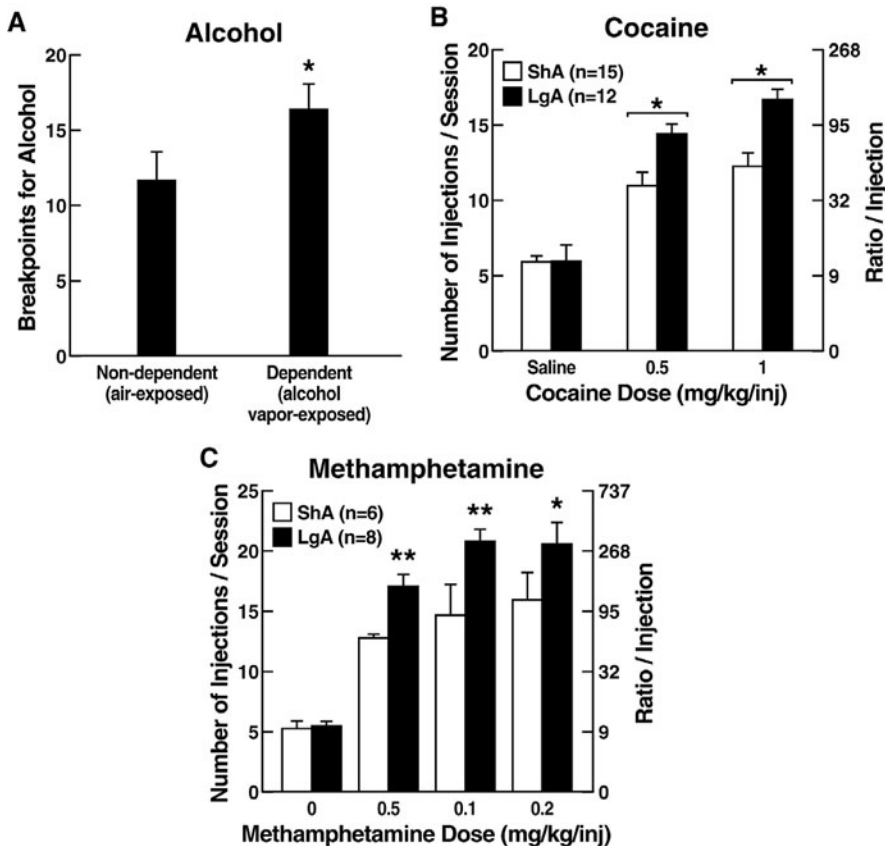 A
Alcohol
Breakpoints for Alcohol
20
15
10
5
0
*
Non-dependent
(air-exposed)
Dependent
(alcohol
vapor-exposed)
B
Cocaine
Number of Injections / Session
20
15
10
5
0
ShA (n=15)
LgA (n=12
*
*
268
95
32
9
0
Ratio / Injection
Saline
0.5
1
Cocaine Dose (mg/kg/inj)
C
Methamphetamine
Number of Injections / Session
25
20
15
10
5
0
ShA (n=6)
LgA (n=8)
**
**
*
737
268
95
32
9
0
Ratio / Injection
0
0.5
0.1
0.2
Methamphetamine Dose (mg/kg/inj)